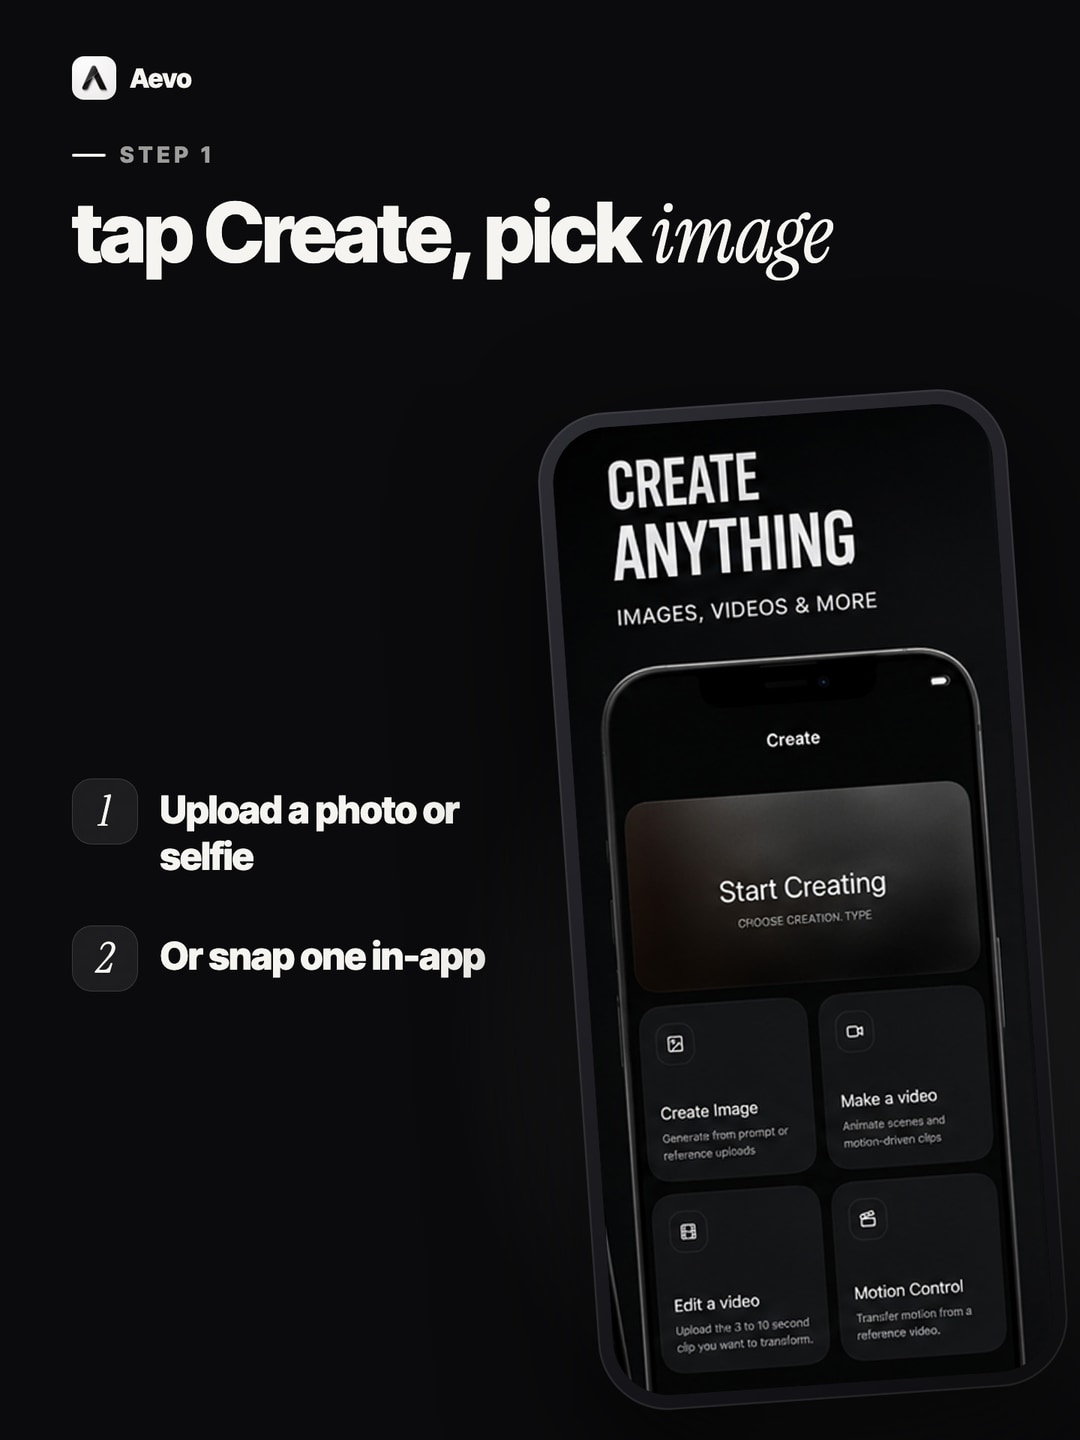 Aevo
— STEP 1
tap Create, pick image
1 Upload a photo or
selfie
2 Or snap one in-app
CREATE
ANYTHING
IMAGES, VIDEOS & MORE
Create
Start Creating
CHOOSE CREATION. TYPE
Create Image
Generate from prompt or
reference uploads
Make a video
Animate scenes and
motion-driven clips
Edit a video
Upload the 3 to 10 second
clip you want to transform.
Motion Control
Transfer motion from a
reference video.